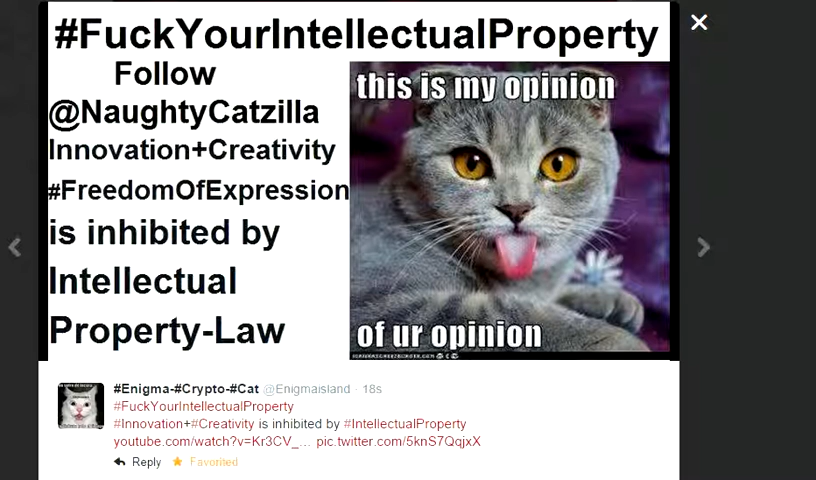 #FuckYourIntellectualProperty
Follow
@NaughtyCatzilla
Innovation+Creativity
#FreedomOfExpression
is inhibited by
Intellectual
Property-Law
this is my opinion
of ur opinion
#Enigma-#Crypto-#Cat @Enigmaisland · 18s
#FuckYourIntellectualProperty
#Innovation+#Creativity is inhibited by #IntellectualProperty
youtube.com/watch?v=Kr3CV_... pic.twitter.com/5knS7QqjxX
Reply Favorited